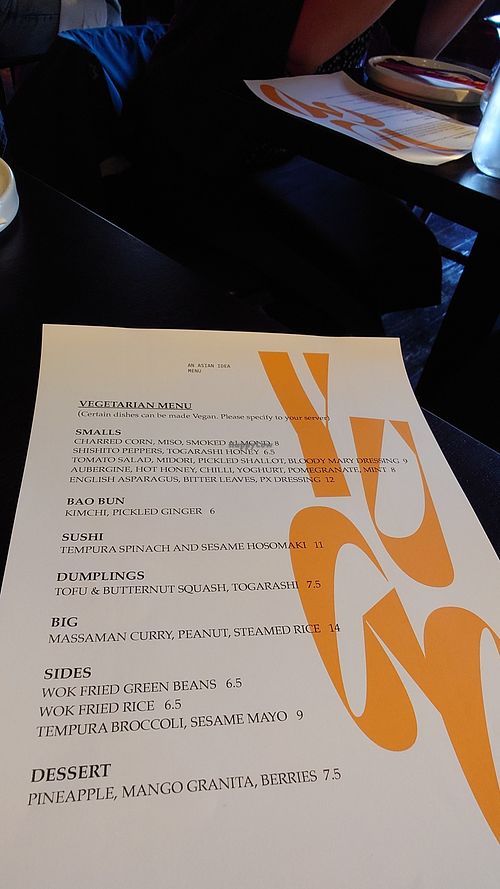 AN ASIAN IDEA
MENU
VEGETARIAN MENU
(Certain dishes can be made Vegan. Please specify to your server)
SMALLS
CHARRED CORN, MISO, SMOKED ALMOND 8
SHISHITO PEPPERS, TOGARASHI HONEY 6.5
TOMATO SALAD, MIDORI, PICKLED SHALLOT, BLOODY MARY DRESSING 9
AUBERGINE, HOT HONEY, CHILLI, YOGHURT, POMEGRANATE, MINT 8
ENGLISH ASPARAGUS, BITTER LEAVES, PX DRESSING 12
BAO BUN
KIMCHI, PICKLED GINGER 6
SUSHI
TEMPURA SPINACH AND SESAME HOSOMAKI 11
DUMPLINGS
TOFU & BUTTERNUT SQUASH, TOGARASHI 7.5
BIG
MASSAMAN CURRY, PEANUT, STEAMED RICE 14
SIDES
WOK FRIED GREEN BEANS 6.5
WOK FRIED RICE 6.5
TEMPURA BROCCOLI, SESAME MAYO 9
DESSERT
PINEAPPLE, MANGO GRANITA, BERRIES 7.5